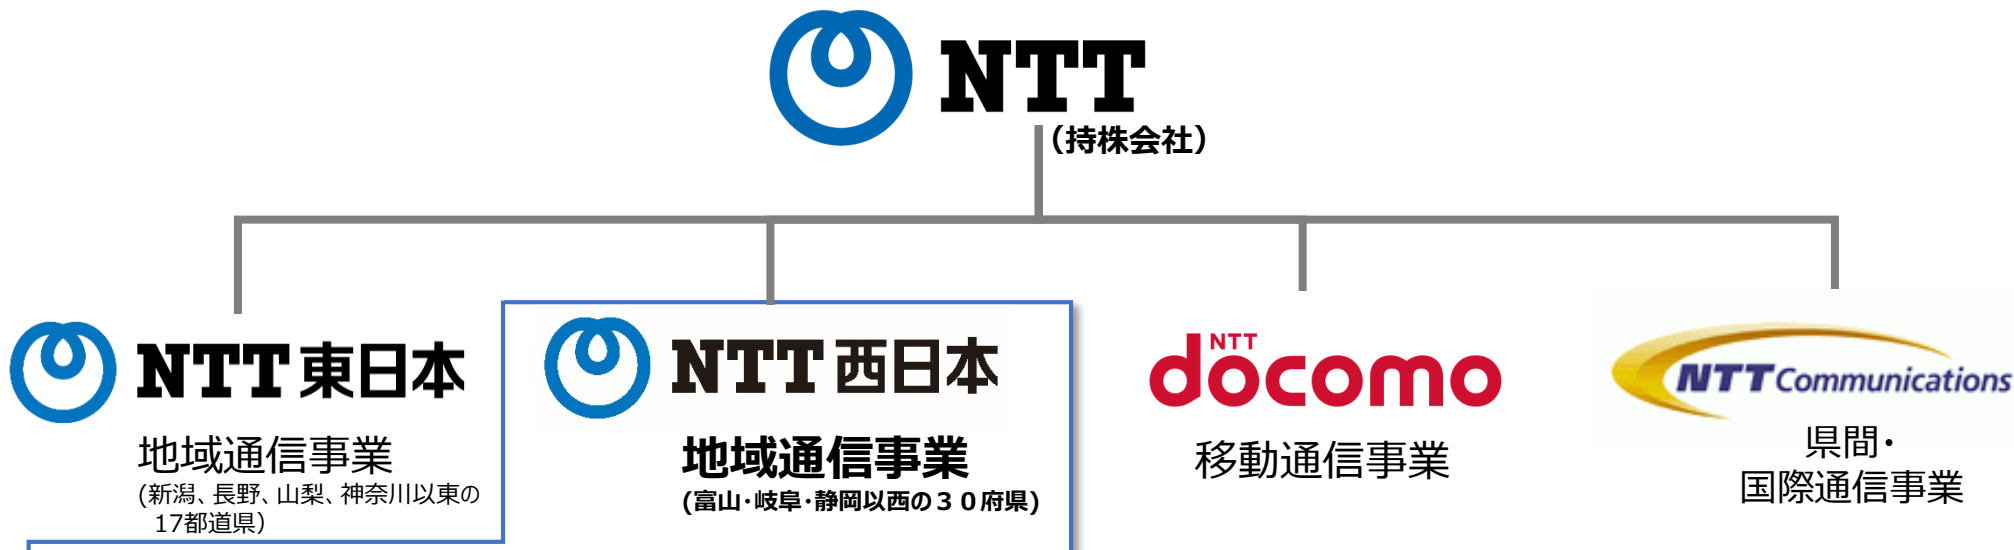 NTT
（持株会社）
NTT東日本
地域通信事業
(新潟、長野、山梨、神奈川以東の
17都道県）
NTT西日本
地域通信事業
(富山・岐阜・静岡以西の３０府県)
NTT
docomo
移動通信事業
NTT Communications
県間・
国際通信事業